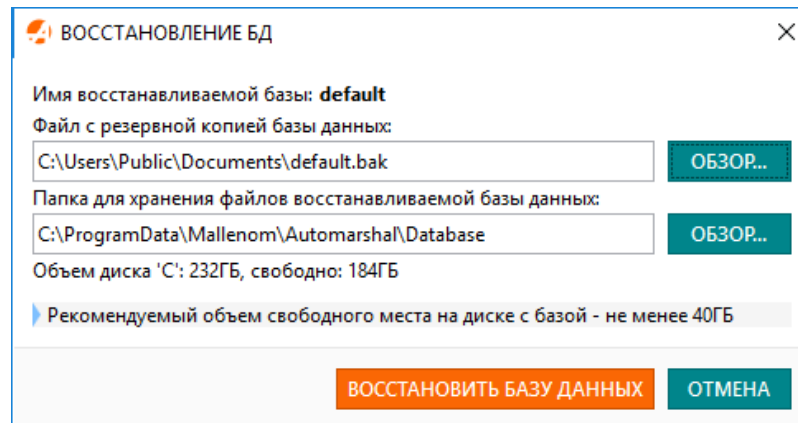 ВОССТАНОВЛЕНИЕ БД
Имя восстанавливаемой базы: default
Файл с резервной копией базы данных:
C:\Users\Public\Documents\default.bak ОБЗОР...
Папка для хранения файлов восстанавливаемой базы данных:
C:\ProgramData\Mallenom\Automarshal\Database ОБЗОР...
Объем диска 'C': 232ГБ, свободно: 184ГБ
Рекомендуемый объем свободного места на диске с базой - не менее 40ГБ
ВОССТАНОВИТЬ БАЗУ ДАННЫХ ОТМЕНА